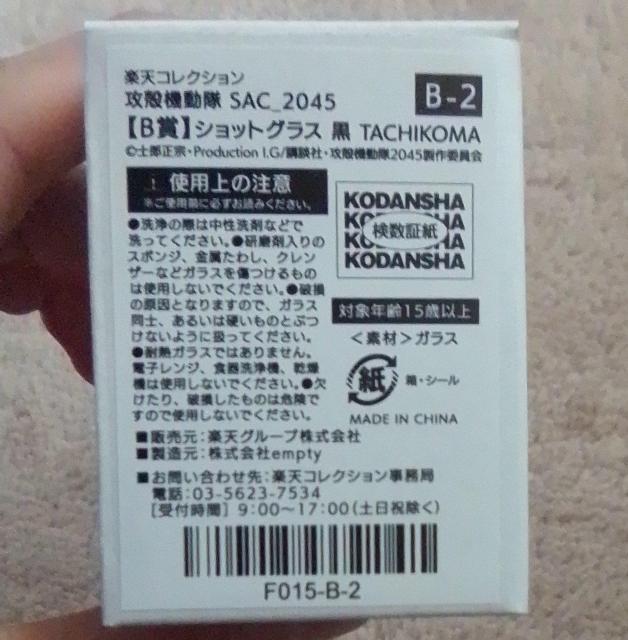 楽天コレクション
攻殻機動隊 SAC_2045
B-2
【B賞】ショットグラス 黒 TACHIKOMA
©士郎正宗・Production I.G/講談社・攻殻機動隊2045製作委員会
! 使用上の注意
※ご使用前に必ずお読みください。
●洗浄の際は中性洗剤などで
洗ってください。●研磨剤入りの
スポンジ、金属たわし、クレン
ザーなどガラスを傷つけるもの
は使用しないでください。●破損
の原因となりますので、ガラス
同士、あるいは硬いものとぶつ
けないように扱ってください。
●耐熱ガラスではありません。
電子レンジ、食器洗浄機、乾燥
機は使用しないでください。●欠
けたり、破損したものは危険で
すので使用しないでください。
KODANSHA
KODANSHA
検数証紙
KODANSHA
KODANSHA
対象年齢15歳以上
＜素材＞ガラス
紙
箱・シール
MADE IN CHINA
■販売元：楽天グループ株式会社
■製造元：株式会社empty
■お問い合わせ先：楽天コレクション事務局
電話：03-5623-7534
［受付時間］9:00〜17:00（土日祝除く）
F015-B-2